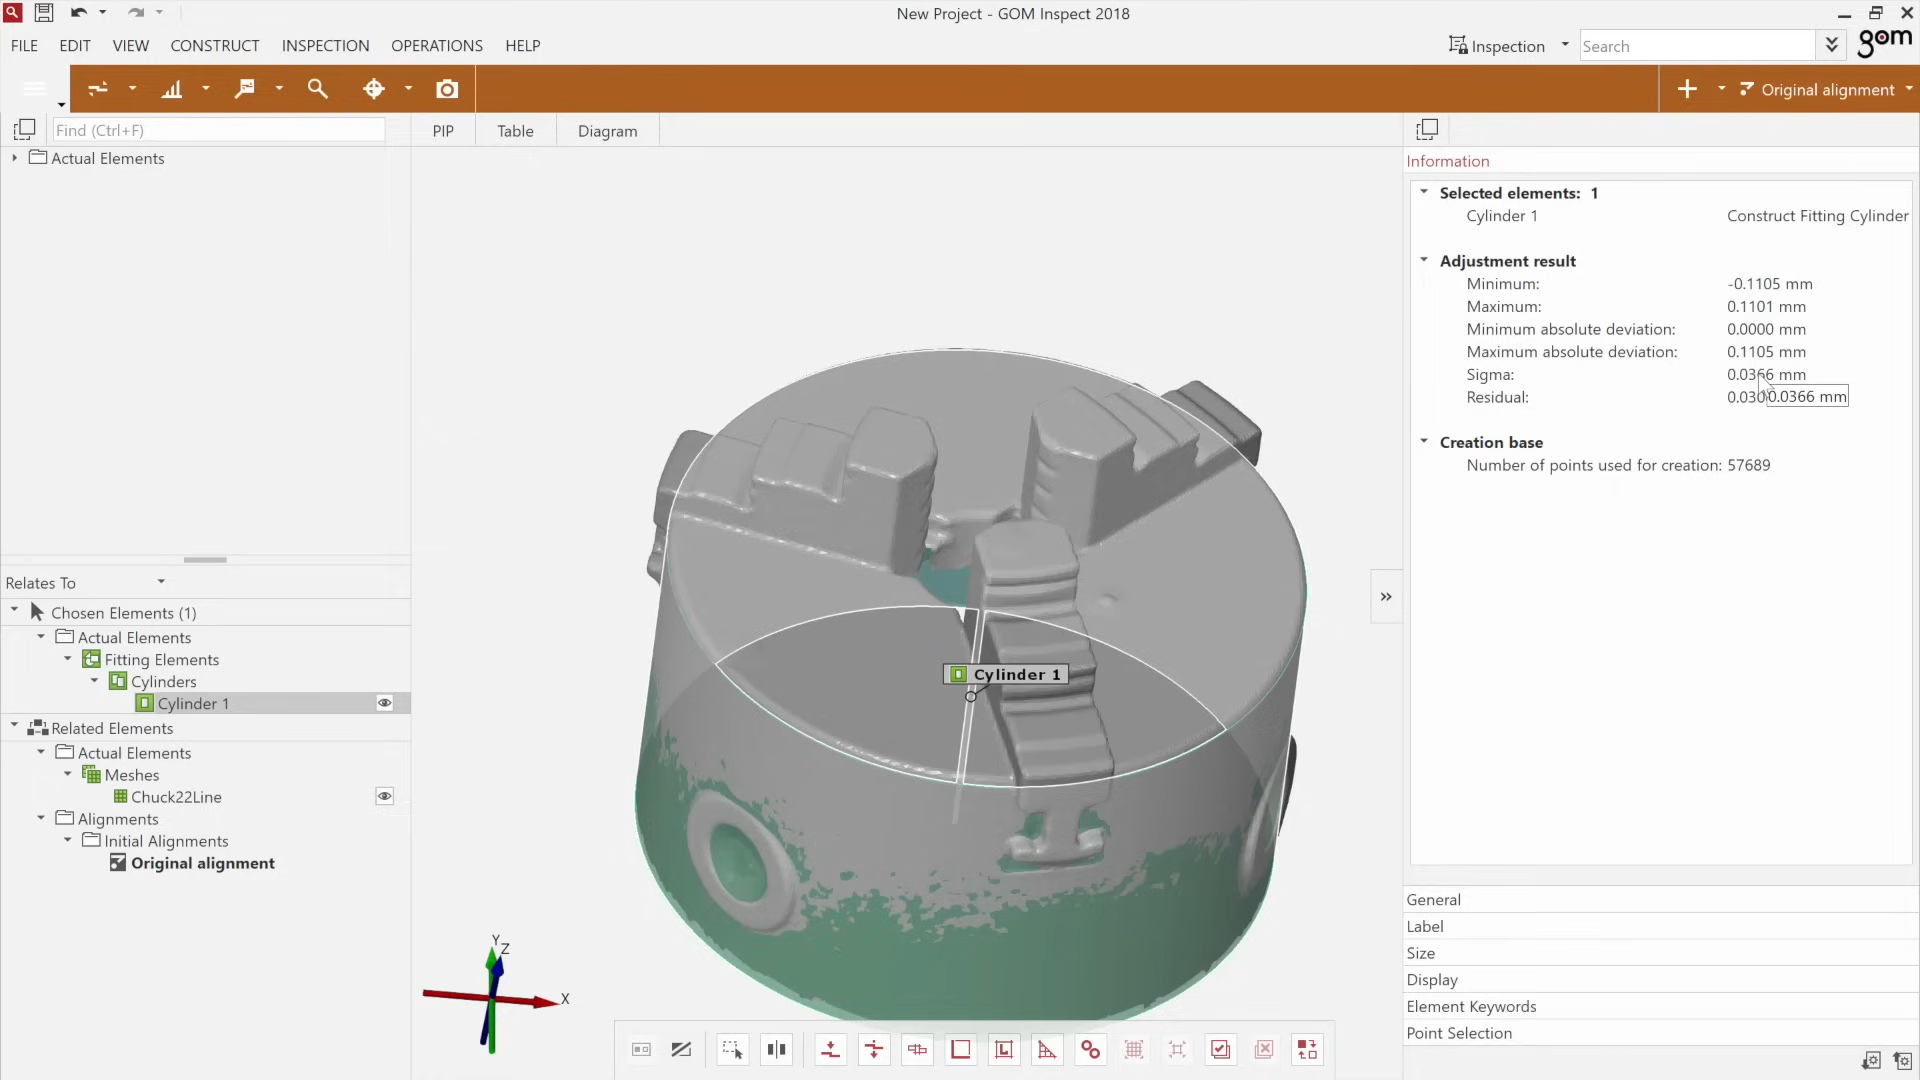 New Project - GOM Inspect 2018
FILE EDIT VIEW CONSTRUCT INSPECTION OPERATIONS HELP
Inspection
Search
gom
Original alignment
Find (Ctrl+F)
PIP Table Diagram
Actual Elements
Relates To
Chosen Elements (1)
Actual Elements
Fitting Elements
Cylinders
Cylinder 1
Related Elements
Actual Elements
Meshes
Chuck22Line
Alignments
Initial Alignments
Original alignment
Cylinder 1
Y
Z
X
Information
Selected elements: 1
Cylinder 1 Construct Fitting Cylinder
Adjustment result
Minimum: -0.1105 mm
Maximum: 0.1101 mm
Minimum absolute deviation: 0.0000 mm
Maximum absolute deviation: 0.1105 mm
Sigma: 0.0366 mm
Residual: 0.030
0.0366 mm
Creation base
Number of points used for creation: 57689
General
Label
Size
Display
Element Keywords
Point Selection